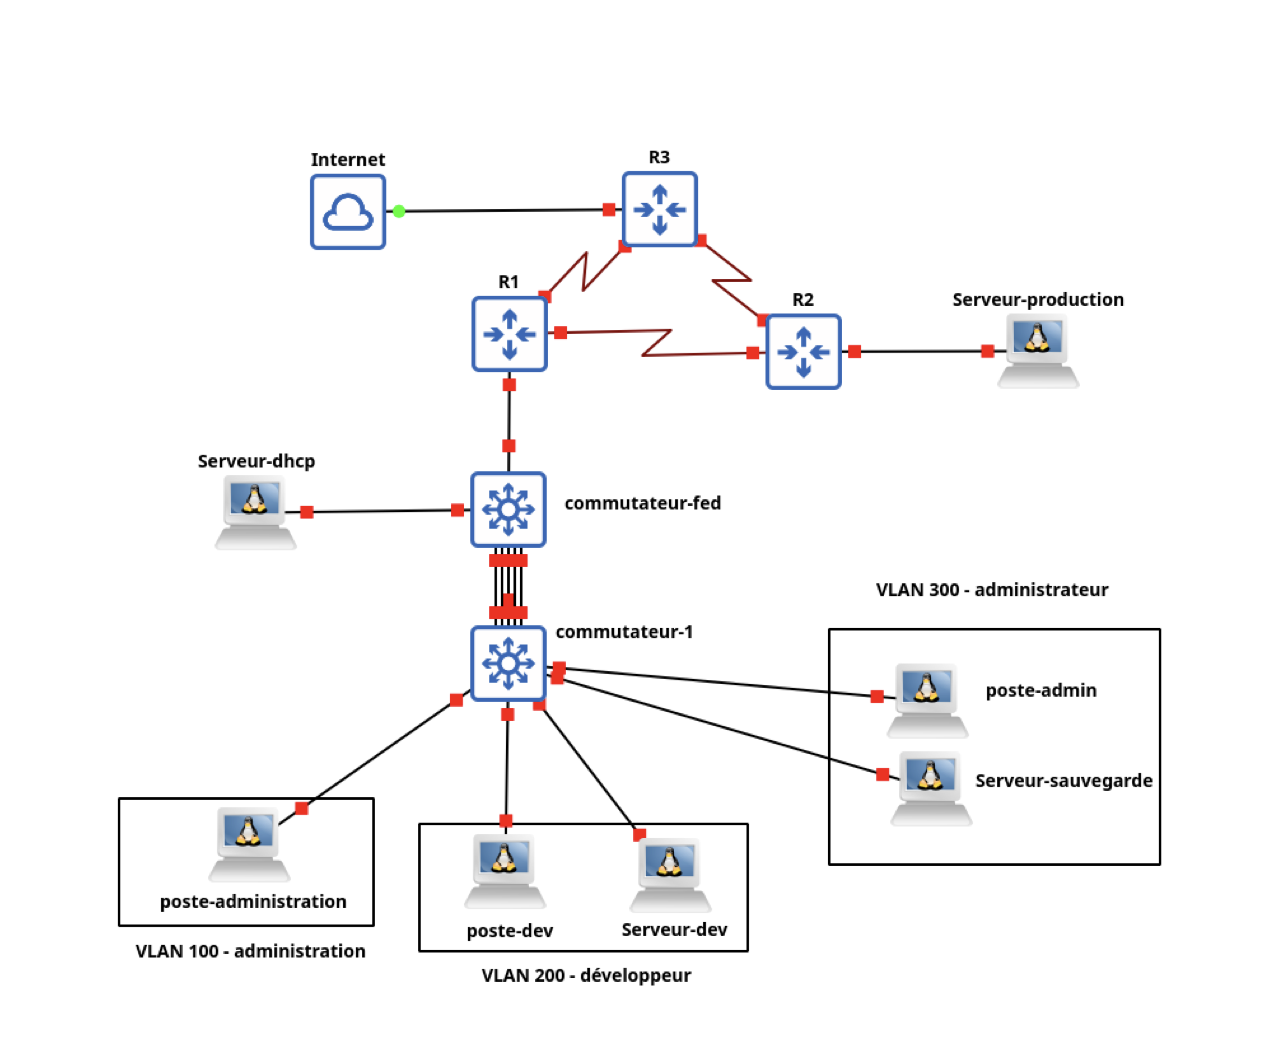 R3
Internet
R1
R2
Serveur-production
Serveur-dhcp
commutateur-fed
VLAN 300 - administrateur
commutateur-1
poste-admin
Serveur-sauvegarde
poste-administration
poste-dev
Serveur-dev
VLAN 100 - administration
VLAN 200 - développeur